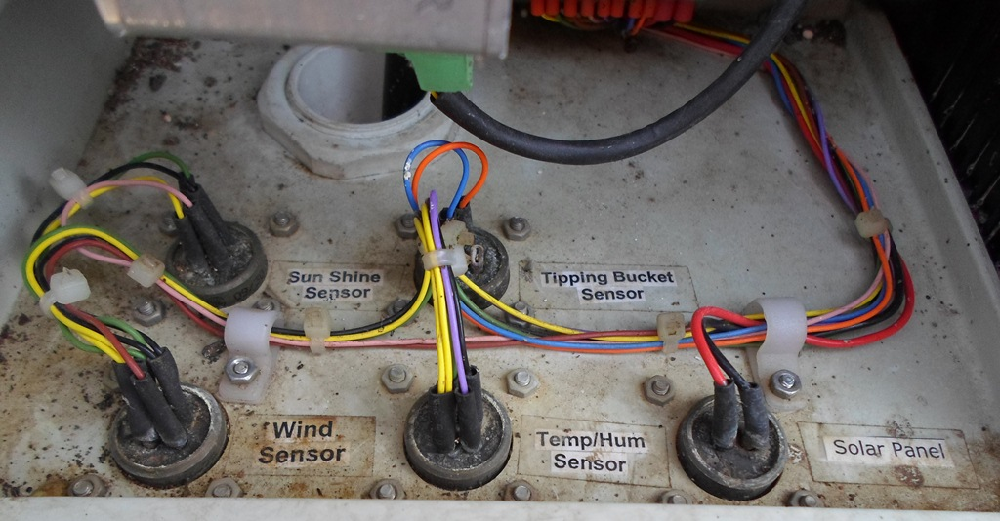 Sun Shine
Sensor
Tipping Bucket
Sensor
Wind
Sensor
Temp/Hum
Sensor
Solar Panel